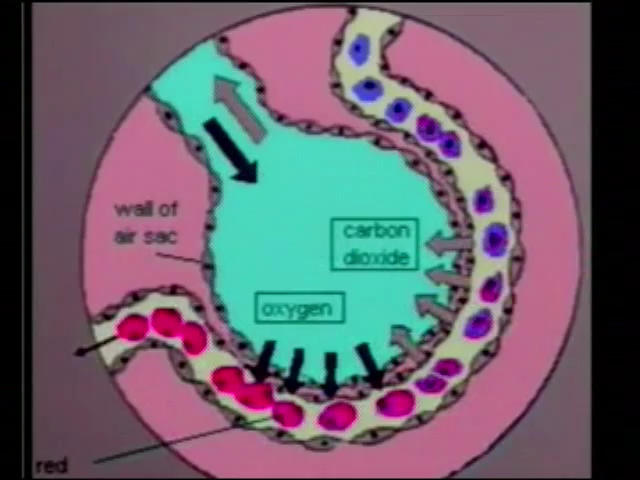 wall of
air sac
carbon
dioxide
oxygen
red